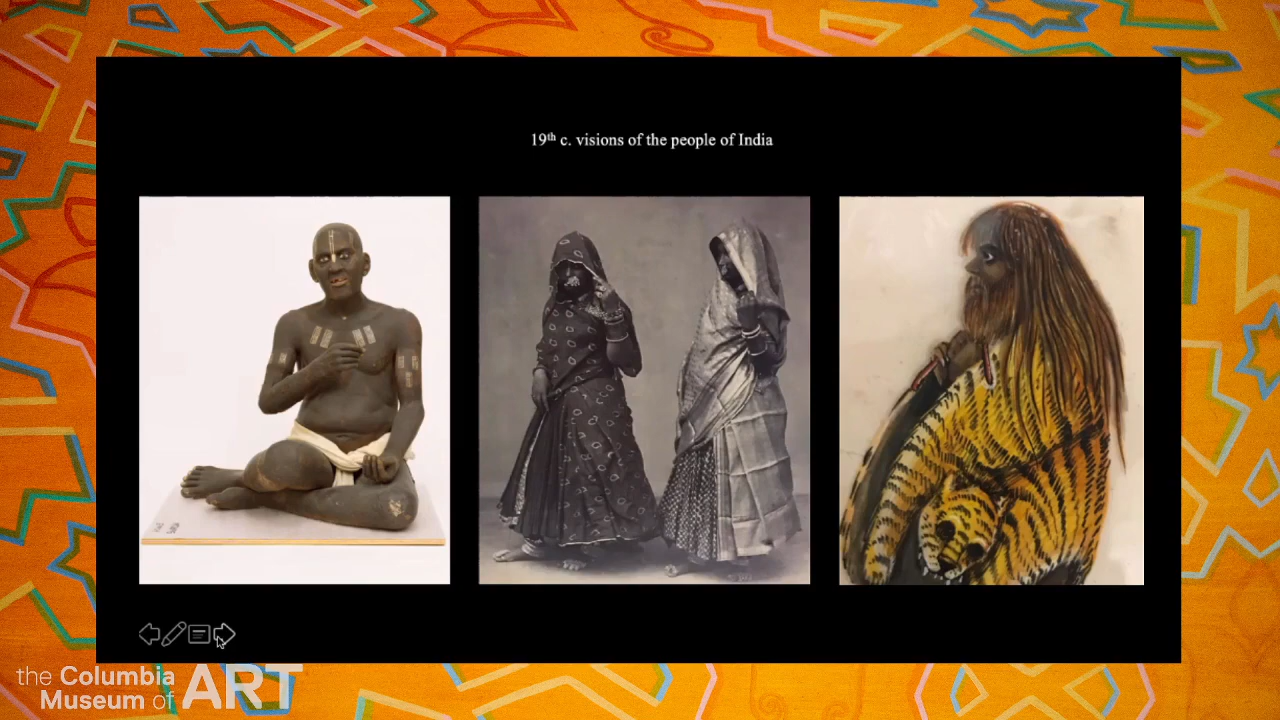 19th c. visions of the people of India
the Columbia
Museum of ART